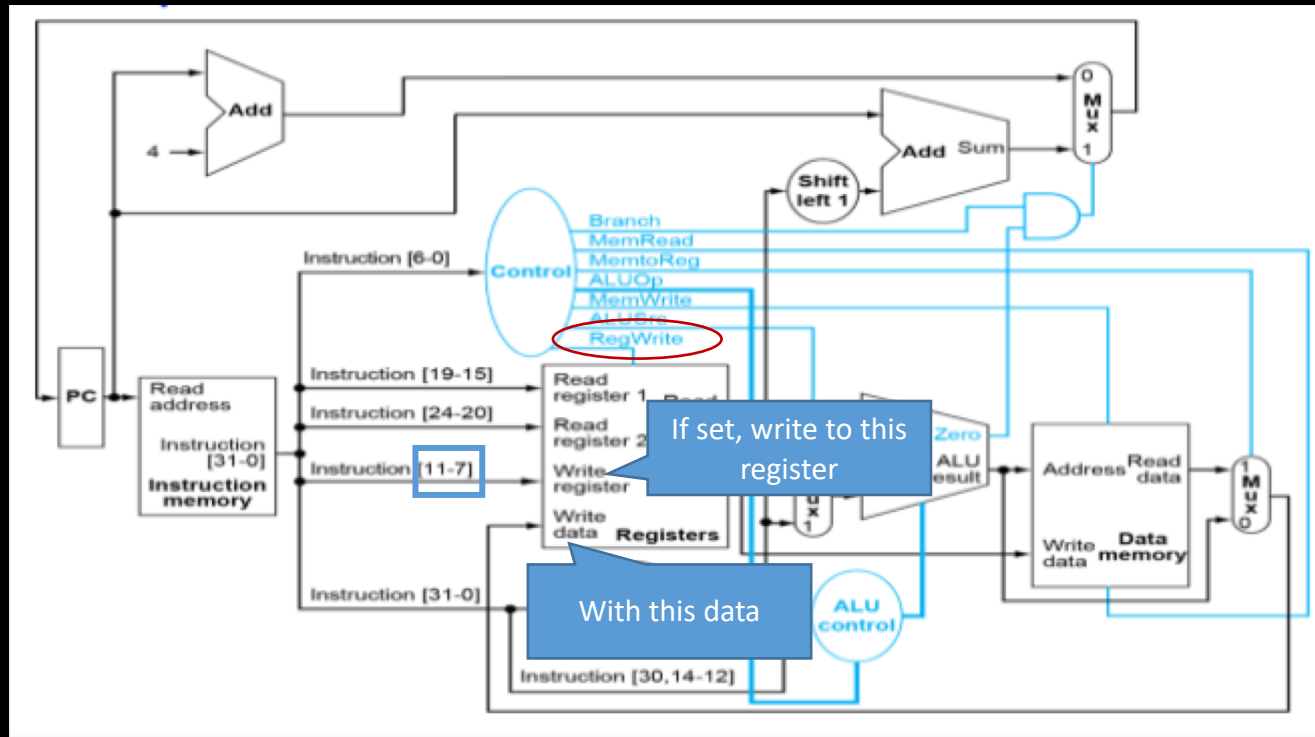 Add
4
0
Mux
1
Add Sum
Shift
left 1
Branch
MemRead
MemtoReg
ALUOp
MemWrite
ALUSrc
RegWrite
Instruction [6-0]
Control
PC
Read
address
Instruction
[31-0]
Instruction
memory
Instruction [19-15]
Instruction [24-20]
Instruction [11-7]
Instruction [31-0]
Instruction [30,14-12]
Read
register 1
Read
register 2
Write
register
Write
data
Registers
If set, write to this
register
With this data
1
Zero
ALU
ALU
control
Address
Read
data
Write
data
Data
memory
1
Mux
0